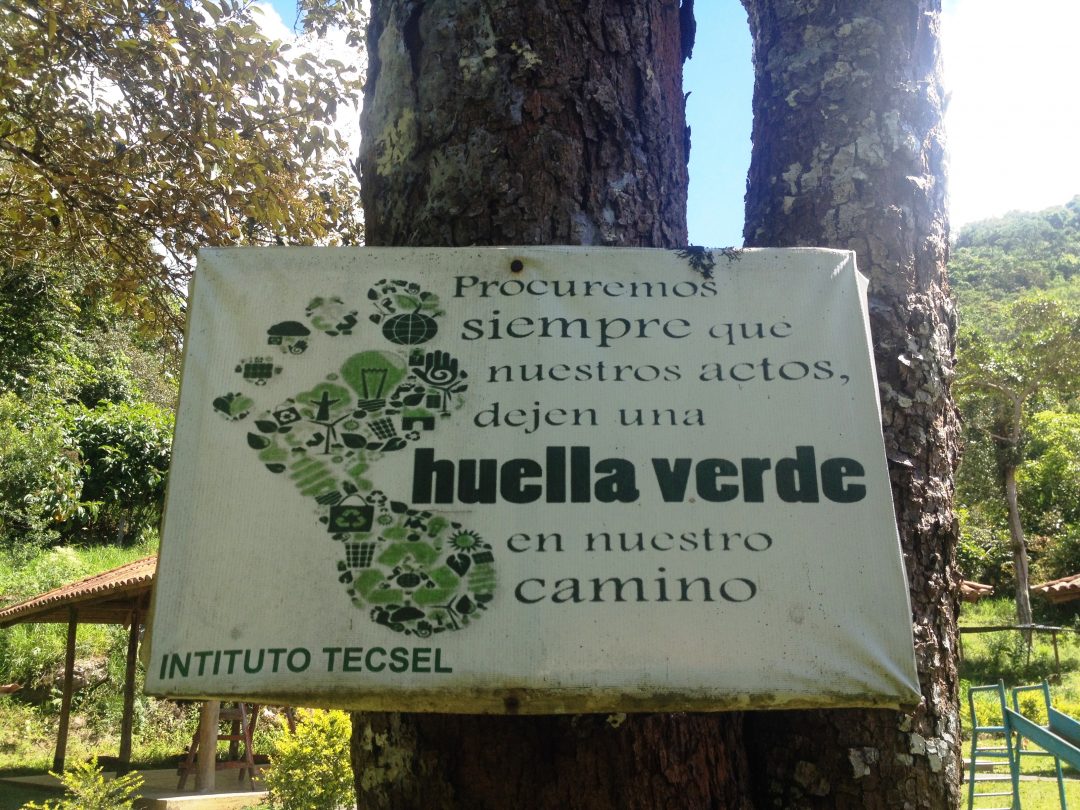 Procuremos
siempre que
nuestros actos,
dejen una
huella verde
en nuestro
camino
INTITUTO TECSEL